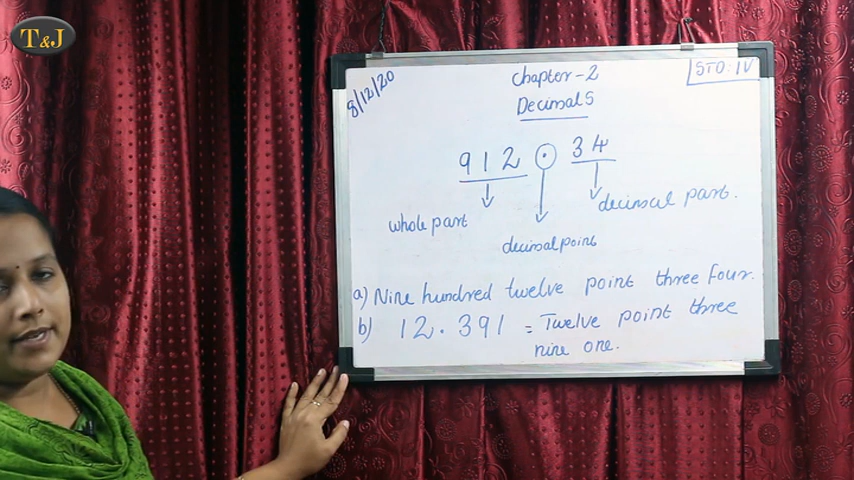 T&J
8/12/20
Chapter-2
STD: IV
Decimals
912 . 34
whole part
decimal part.
decimal point
a) Nine hundred twelve point three four.
b) 12.391 = Twelve point three
nine one.